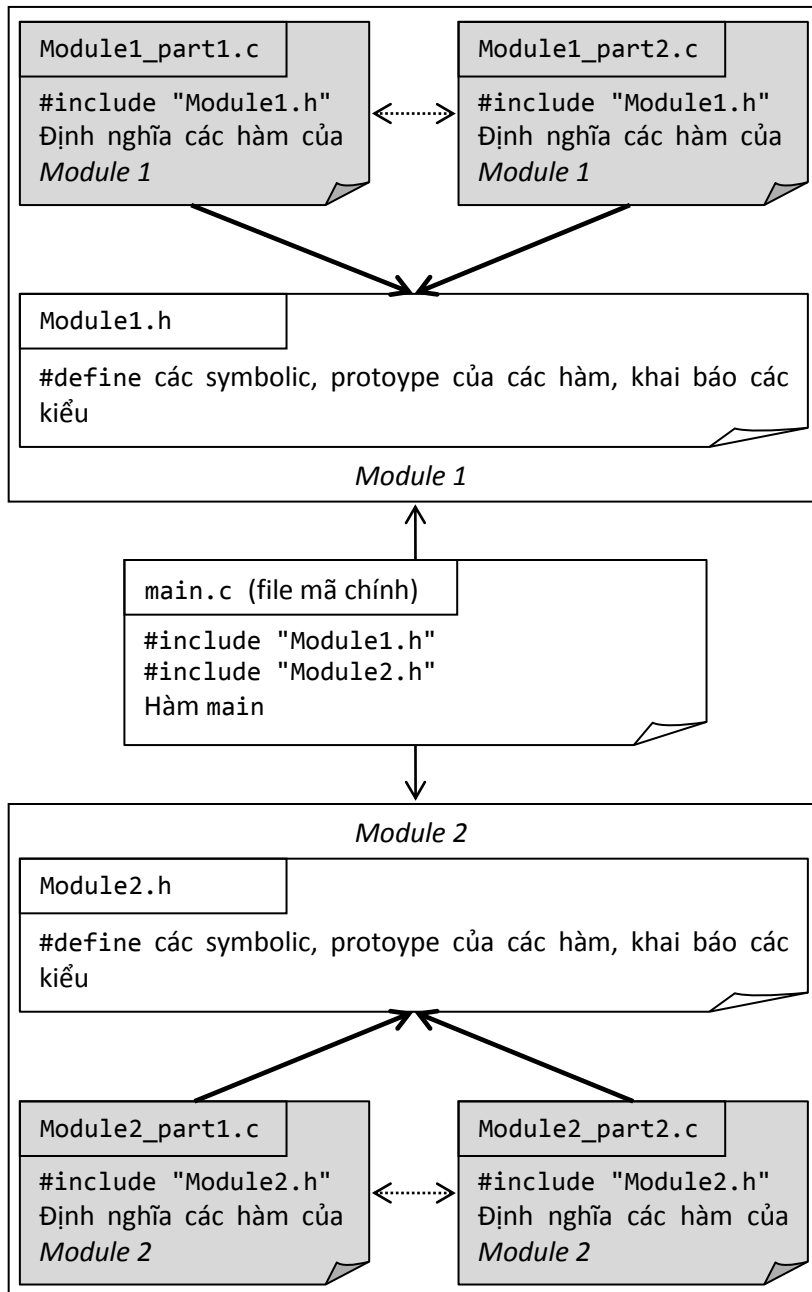 Module1_part1.c
#include "Module1.h"
Định nghĩa các hàm của
Module 1
Module1_part2.c
#include "Module1.h"
Định nghĩa các hàm của
Module 1
Module1.h
#define các symbolic, protoype của các hàm, khai báo các
kiểu
Module 1
main.c (file mã chính)
#include "Module1.h"
#include "Module2.h"
Hàm main
Module 2
Module2.h
#define các symbolic, protoype của các hàm, khai báo các
kiểu
Module2_part1.c
#include "Module2.h"
Định nghĩa các hàm của
Module 2
Module2_part2.c
#include "Module2.h"
Định nghĩa các hàm của
Module 2